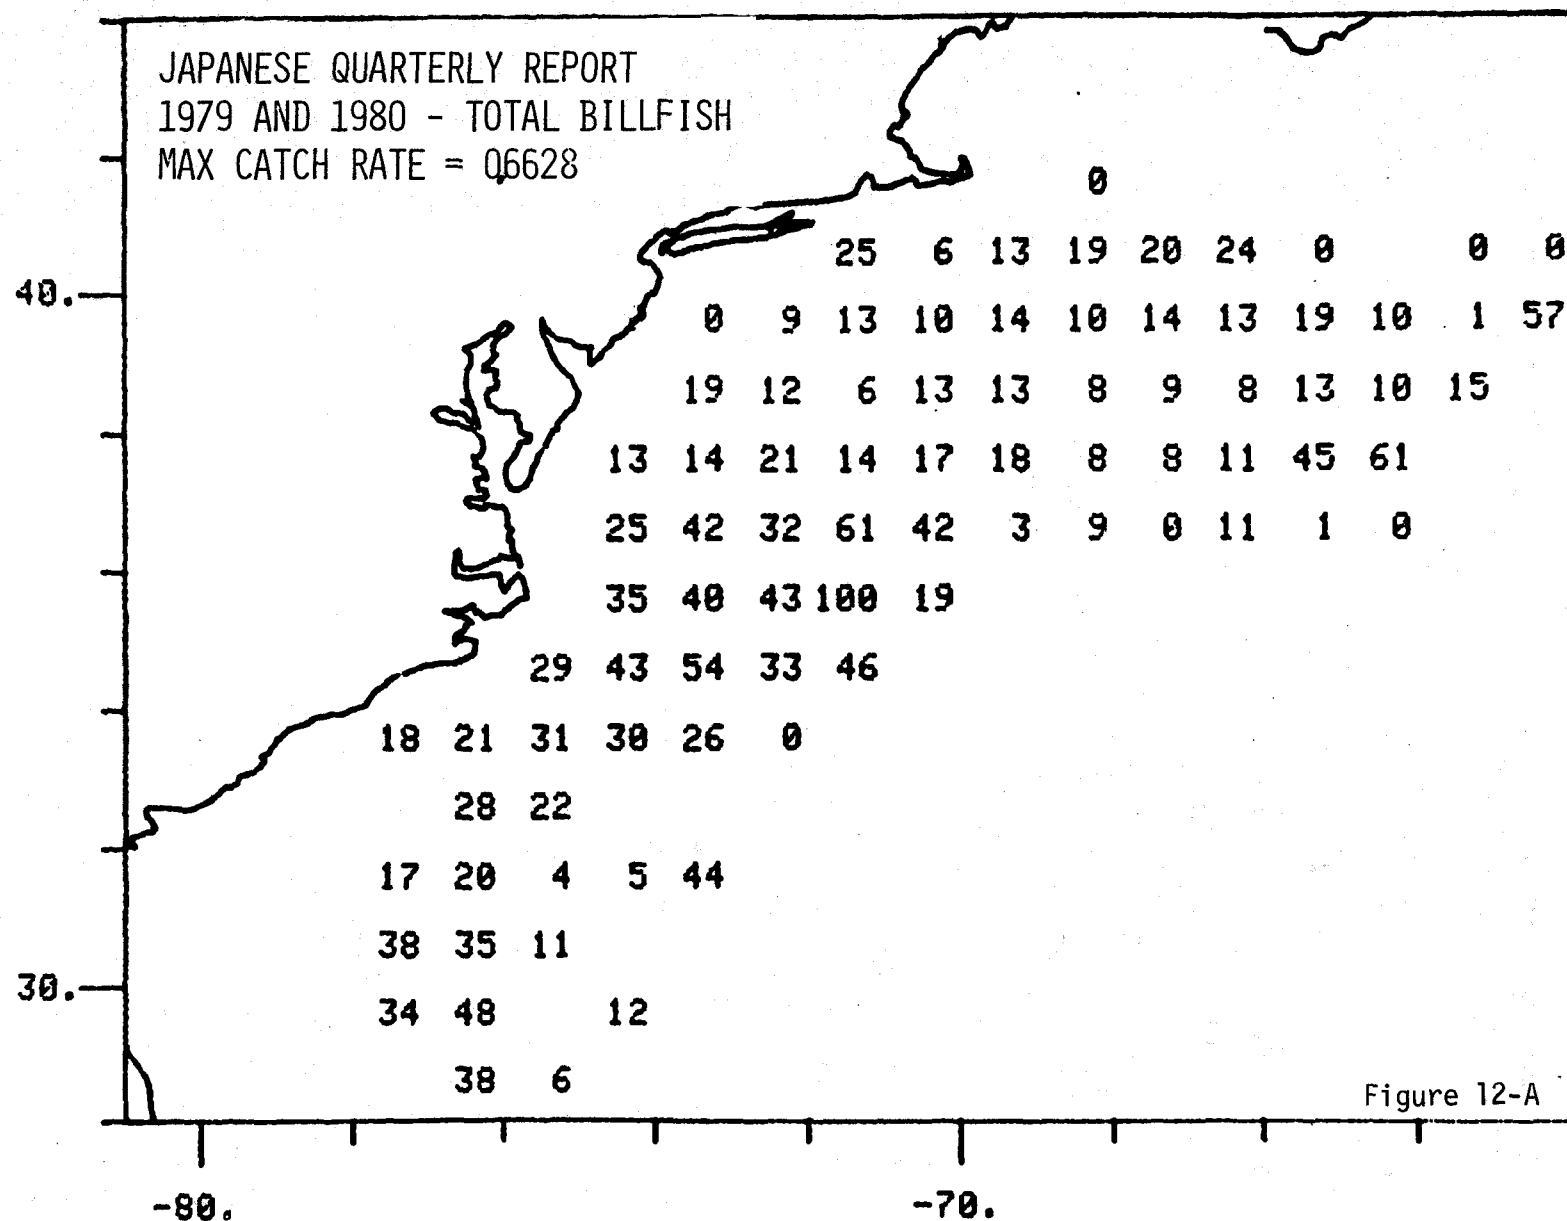 JAPANESE QUARTERLY REPORT
1979 AND 1980 - TOTAL BILLFISH
MAX CATCH RATE = 0.6628
0
25 6 13 19 20 24 0 0 0
40.
0 9 13 10 14 10 14 13 19 10 1 57
19 12 6 13 13 8 9 8 13 10 15
13 14 21 14 17 18 8 8 11 45 61
25 42 32 61 42 3 9 0 11 1 0
35 40 43 100 19
29 43 54 33 46
18 21 31 30 26 0
28 22
17 20 4 5 44
38 35 11
30.
34 48 12
38 6
Figure 12-A
-80. -70.